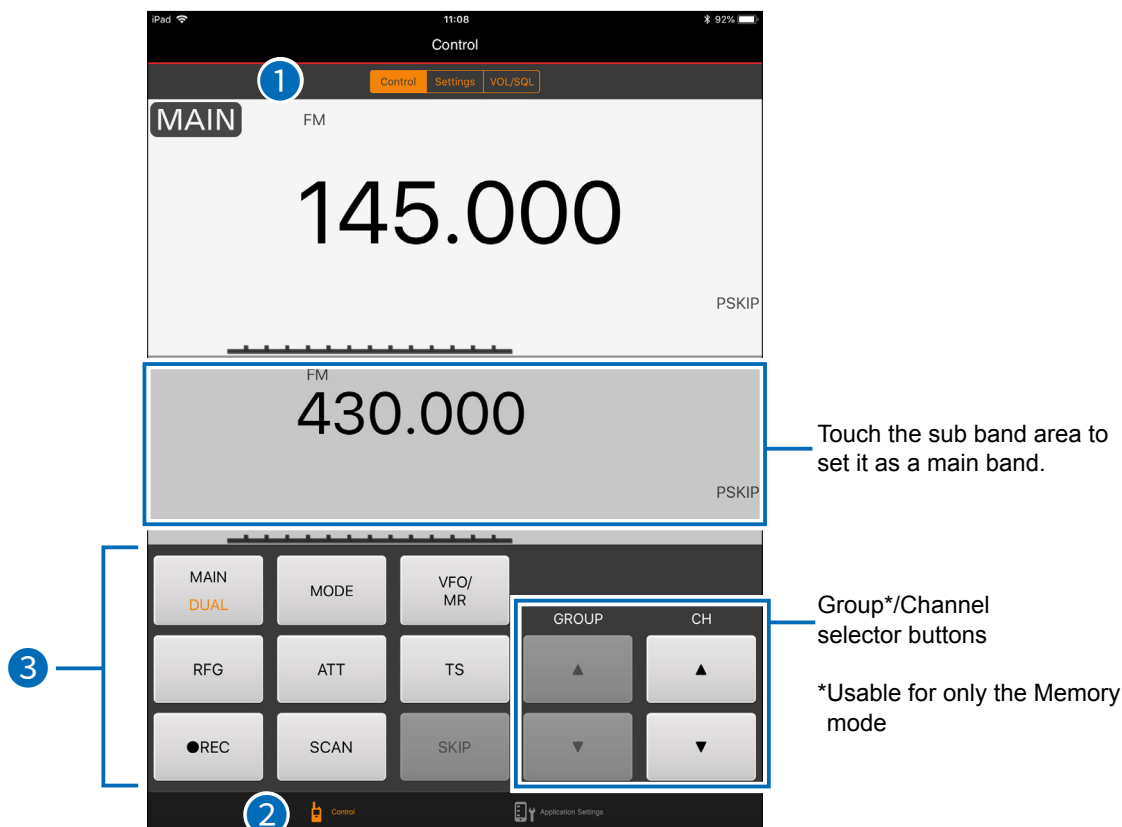 iPad 11:08 92%
Control
1 Control Settings VOL/SQL
MAIN FM
145.000
PSKIP
FM
430.000
PSKIP
Touch the sub band area to
set it as a main band.
MAIN
DUAL
MODE
VFO/
MR
GROUP CH
Group*/Channel
selector buttons
*Usable for only the Memory
mode
3
RFG ATT TS ▲ ▲
●REC SCAN SKIP ▼ ▼
2 Control Application Settings